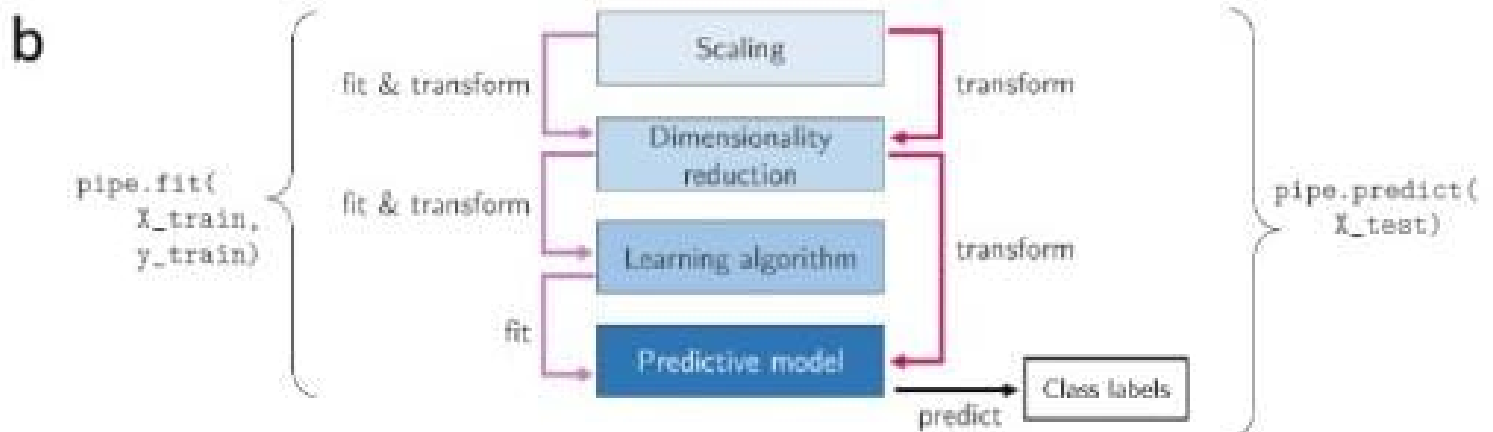 b
Scaling
fit & transform
transform
Dimensionality
reduction
pipe.fit(
X_train,
y_train)
fit & transform
pipe.predict(
X_test)
Learning algorithm
transform
fit
Predictive model
Class labels
predict